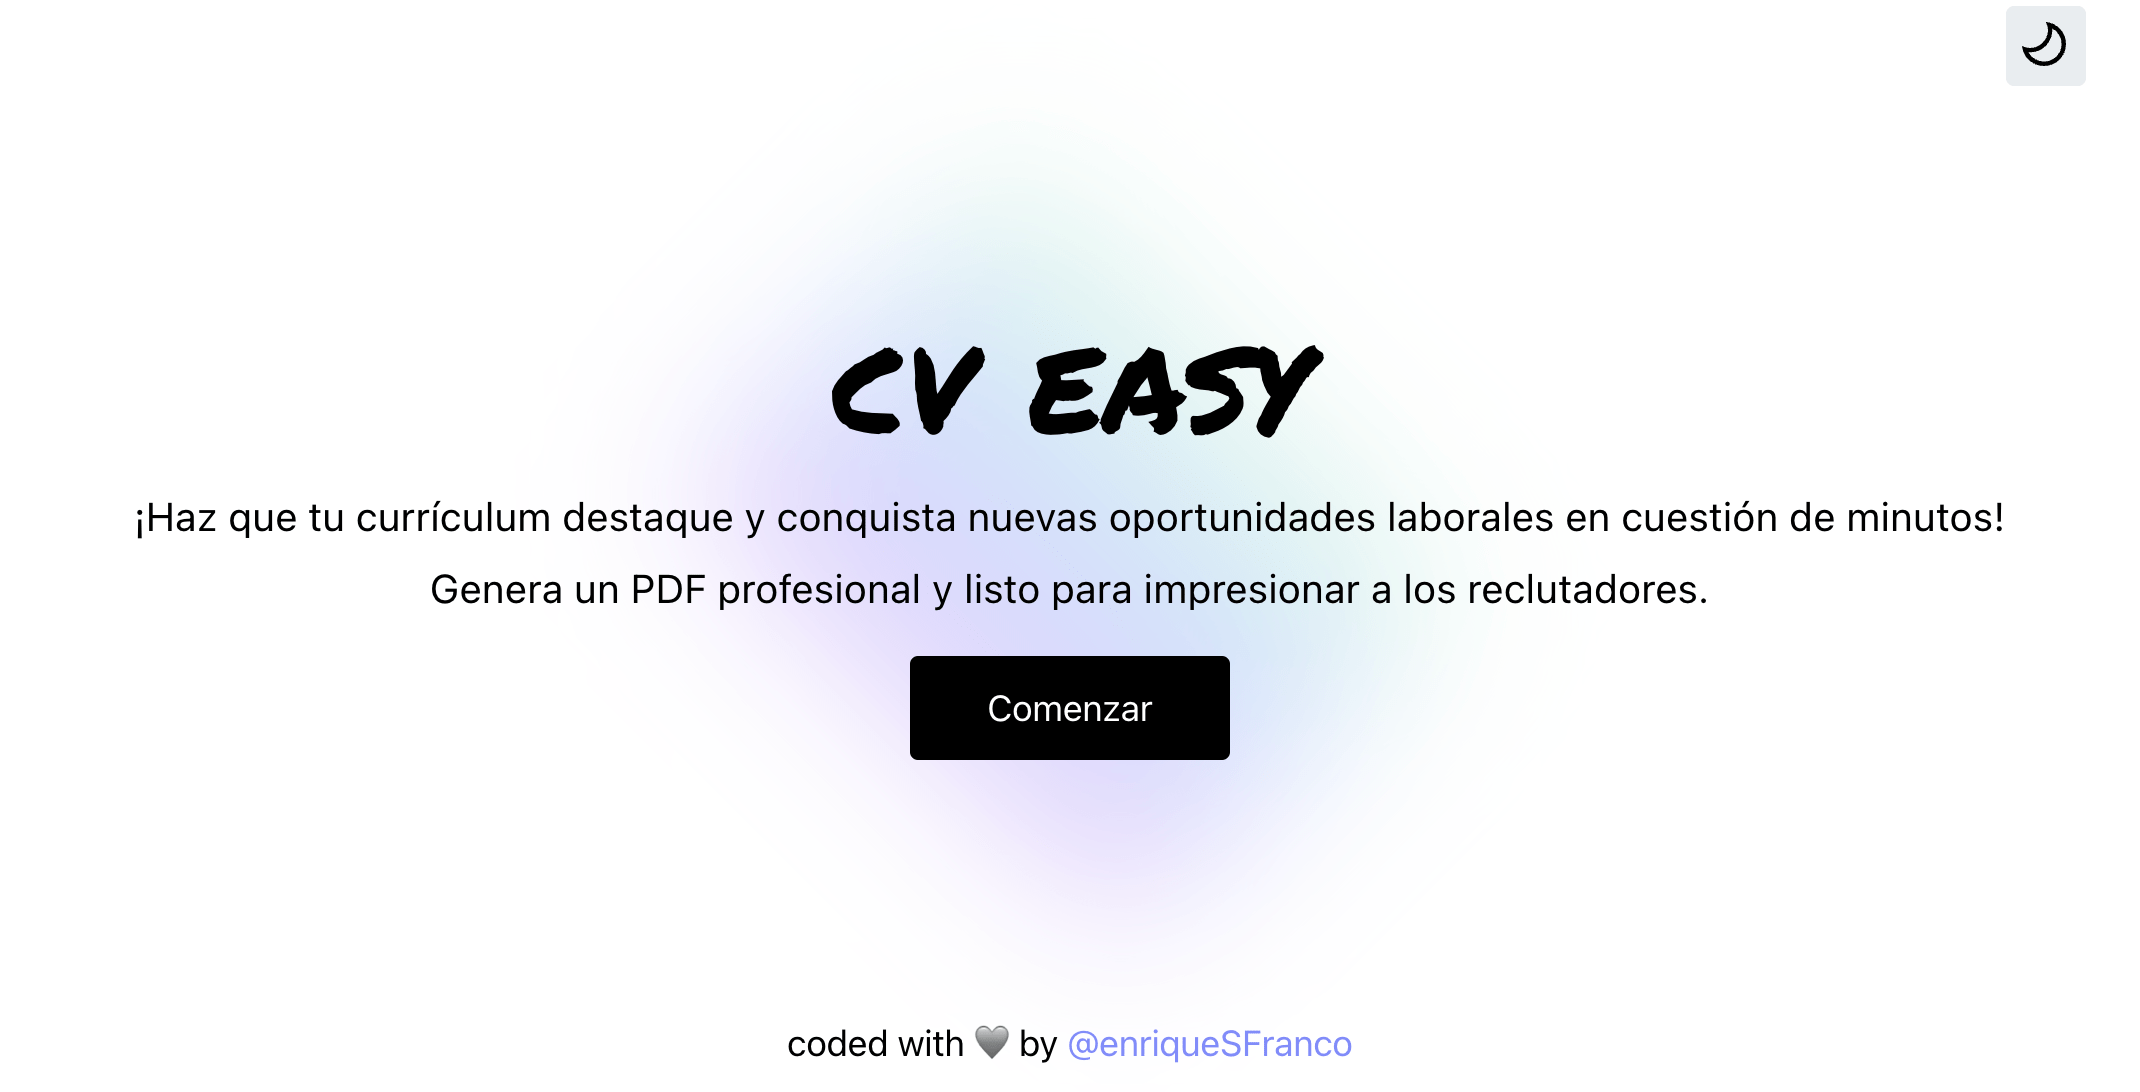 CV EASY
¡Haz que tu currículum destaque y conquista nuevas oportunidades laborales en cuestión de minutos!
Genera un PDF profesional y listo para impresionar a los reclutadores.
Comenzar
coded with 🩶 by @enriqueSFranco